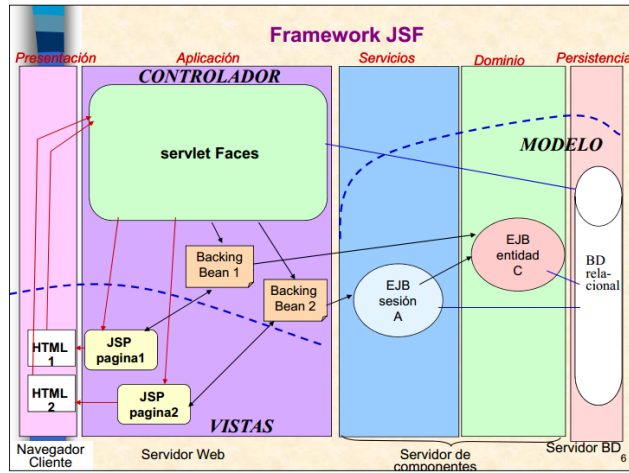 Framework JSF
Presentación
Aplicación
Servicios
Dominio
Persistencia
CONTROLADOR
servlet Faces
MODELO
Backing
Bean 1
Backing
Bean 2
EJB
sesión
A
EJB
entidad
C
BD
rela-
cional
HTML
1
JSP
pagina1
HTML
2
JSP
pagina2
VISTAS
Navegador
Cliente
Servidor Web
Servidor de
componentes
Servidor BD
6